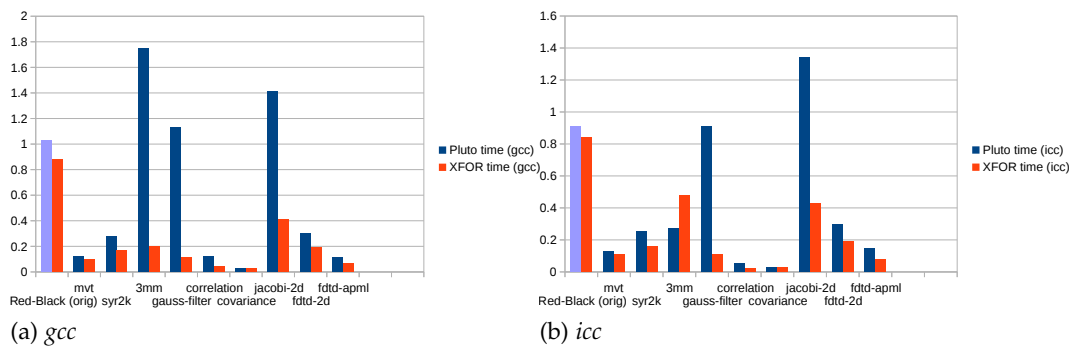 2
1.8
1.6
1.4
1.2
1
0.8
0.6
0.4
0.2
0
mvt 3mm correlation jacobi-2d fdtd-apml
Red-Black (orig) syr2k gauss-filter covariance fdtd-2d
Pluto time (gcc)
XFOR time (gcc)
(a) gcc
1.6
1.4
1.2
1
0.8
0.6
0.4
0.2
0
mvt 3mm correlation jacobi-2d fdtd-apml
Red-Black (orig) syr2k gauss-filter covariance fdtd-2d
Pluto time (icc)
XFOR time (icc)
(b) icc